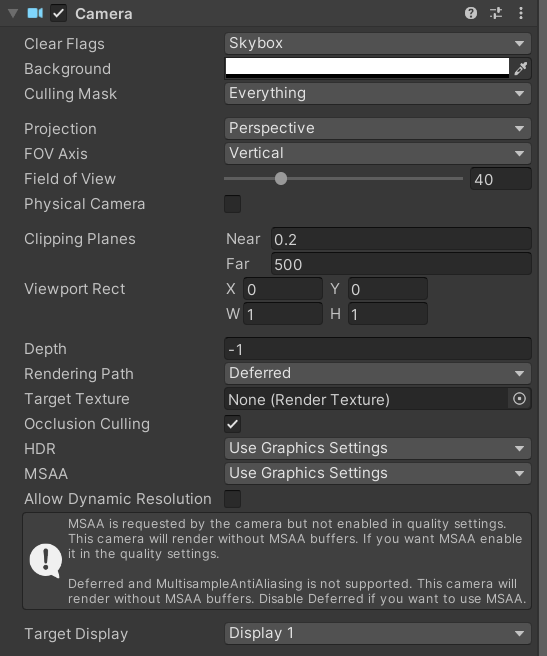 Camera
Clear Flags Skybox
Background
Culling Mask Everything
Projection Perspective
FOV Axis Vertical
Field of View 40
Physical Camera
Clipping Planes Near 0.2
Far 500
Viewport Rect X 0 Y 0
W 1 H 1
Depth -1
Rendering Path Deferred
Target Texture None (Render Texture)
Occlusion Culling
HDR Use Graphics Settings
MSAA Use Graphics Settings
Allow Dynamic Resolution
MSAA is requested by the camera but not enabled in quality settings.
This camera will render without MSAA buffers. If you want MSAA enable
it in the quality settings.
Deferred and MultisampleAntiAliasing is not supported. This camera will
render without MSAA buffers. Disable Deferred if you want to use MSAA.
Target Display Display 1